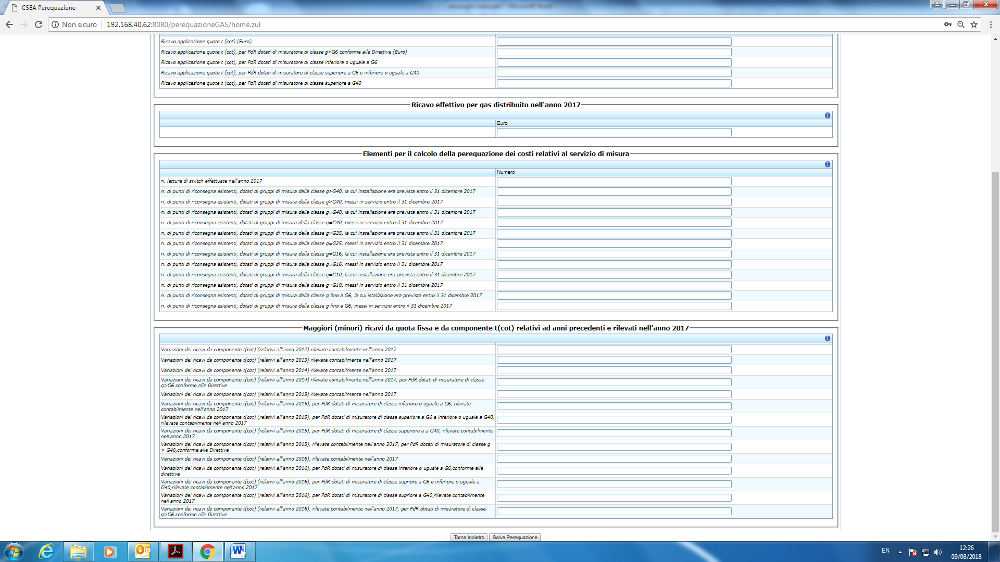 CSEA Perequazione
Non sicuro 192.168.40.62:8080/perequazioneGAS/home.zul
Ricavo applicazione quote t (cot) (Euro)
Ricavo applicazione quote t (cot), per PdR dotati di misuratore di classe g>G6 conforme alle Direttive (Euro)
Ricavo applicazione quote t (cot), per PdR dotati di misuratore di classe inferiore o uguale a G6
Ricavo applicazione quote t (cot), per PdR dotati di misuratore di classe superiore a G6 e inferiore o uguale a G40
Ricavo applicazione quote t (cot), per PdR dotati di misuratore di classe superiore a G40
Ricavo effettivo per gas distribuito nell'anno 2017
Euro
Elementi per il calcolo della perequazione dei costi relativi al servizio di misura
Numero
n. letture di switch effettuate nell'anno 2017
n. di punti di riconsegna esistenti, dotati di gruppi di misura della classe g>G40, la cui installazione era prevista entro il 31 dicembre 2017
n. di punti di riconsegna esistenti, dotati di gruppi di misura della classe g>G40, messi in servizio entro il 31 dicembre 2017
n. di punti di riconsegna esistenti, dotati di gruppi di misura della classe g=G40, la cui installazione era prevista entro il 31 dicembre 2017
n. di punti di riconsegna esistenti, dotati di gruppi di misura della classe g=G40, messi in servizio entro il 31 dicembre 2017
n. di punti di riconsegna esistenti, dotati di gruppi di misura della classe g=G25, la cui installazione era prevista entro il 31 dicembre 2017
n. di punti di riconsegna esistenti, dotati di gruppi di misura della classe g=G25, messi in servizio entro il 31 dicembre 2017
n. di punti di riconsegna esistenti, dotati di gruppi di misura della classe g=G16, la cui installazione era prevista entro il 31 dicembre 2017
n. di punti di riconsegna esistenti, dotati di gruppi di misura della classe g=G16, messi in servizio entro il 31 dicembre 2017
n. di punti di riconsegna esistenti, dotati di gruppi di misura della classe g=G10, la cui installazione era prevista entro il 31 dicembre 2017
n. di punti di riconsegna esistenti, dotati di gruppi di misura della classe g=G10, messi in servizio entro il 31 dicembre 2017
n. di punti di riconsegna esistenti, dotati di gruppi di misura della classe g fino a G6, la cui istallazione era prevista entro il 31 dicembre 2017
n. di punti di riconsegna esistenti, dotati di gruppi di misura della classe g fino a G6, messi in servizio entro il 31 dicembre 2017
Maggiori (minori) ricavi da quota fissa e da componente t(cot) relativi ad anni precedenti e rilevati nell'anno 2017
Variazioni dei ricavi da componente t(cot) (relativi all'anno 2012) rilevate contabilmente nell'anno 2017
Variazioni dei ricavi da componente t(cot) (relativi all'anno 2013) rilevate contabilmente nell'anno 2017
Variazioni dei ricavi da componente t(cot) (relativi all'anno 2014) rilevate contabilmente nell'anno 2017
Variazioni dei ricavi da componente t(cot) (relativi all'anno 2014) rilevate contabilmente nell'anno 2017, per PdR dotati di misuratore di classe
g>G6 conforme alle Direttive
Variazioni dei ricavi da componente t(cot) (relativi all'anno 2015) rilevate contabilmente nell'anno 2017
Variazioni dei ricavi da componente t(cot) (relativi all'anno 2015), per PdR dotati di misuratore di classe inferiore o uguale a G6, rilevate
contabilmente nell'anno 2017
Variazioni dei ricavi da componente t(cot) (relativi all'anno 2015), per PdR dotati di misuratore di classe superiore a G6 e inferiore o uguale a G40,
rilevate contabilmente nell'anno 2017
Variazioni dei ricavi da componente t(cot) (relativi all'anno 2015), per PdR dotati di misuratore di classe superiore a a G40, rilevate contabilmente
nell'anno 2017
Variazioni dei ricavi da componente t(cot) (relativi all'anno 2015), rilevate contabilmente nell'anno 2017, per PdR dotati di misuratore di classe g
> G46,conforme alle Direttive
Variazioni dei ricavi da componente t(cot) (relativi all'anno 2016), rilevate contabilmente nell'anno 2017
Variazioni dei ricavi da componente t(cot) (relativi all'anno 2016), per PdR dotati di misuratore di classe inferiore o uguale a G6,conforme alle
direttive
Variazioni dei ricavi da componente t(cot) (relativi all'anno 2016), per PdR dotati di misuratore di classe supriore a G6 e inferiore o uguale a
G40,rilevate contabilmente nell'anno 2017
Variazioni dei ricavi da componente t(cot) (relativi all'anno 2016), per PdR dotati di misuratore di classe supriore a G40,rilevate contabilmente
nell'anno 2017
Variazioni dei ricavi da componente t(cot) (relativi all'anno 2016), rilevate contabilmente nell'anno 2017, per PdR dotati di misuratore di classe
g>G6 conforme alle Direttive
Torna Indietro Salva Perequazione
EN
12:26
09/08/2018